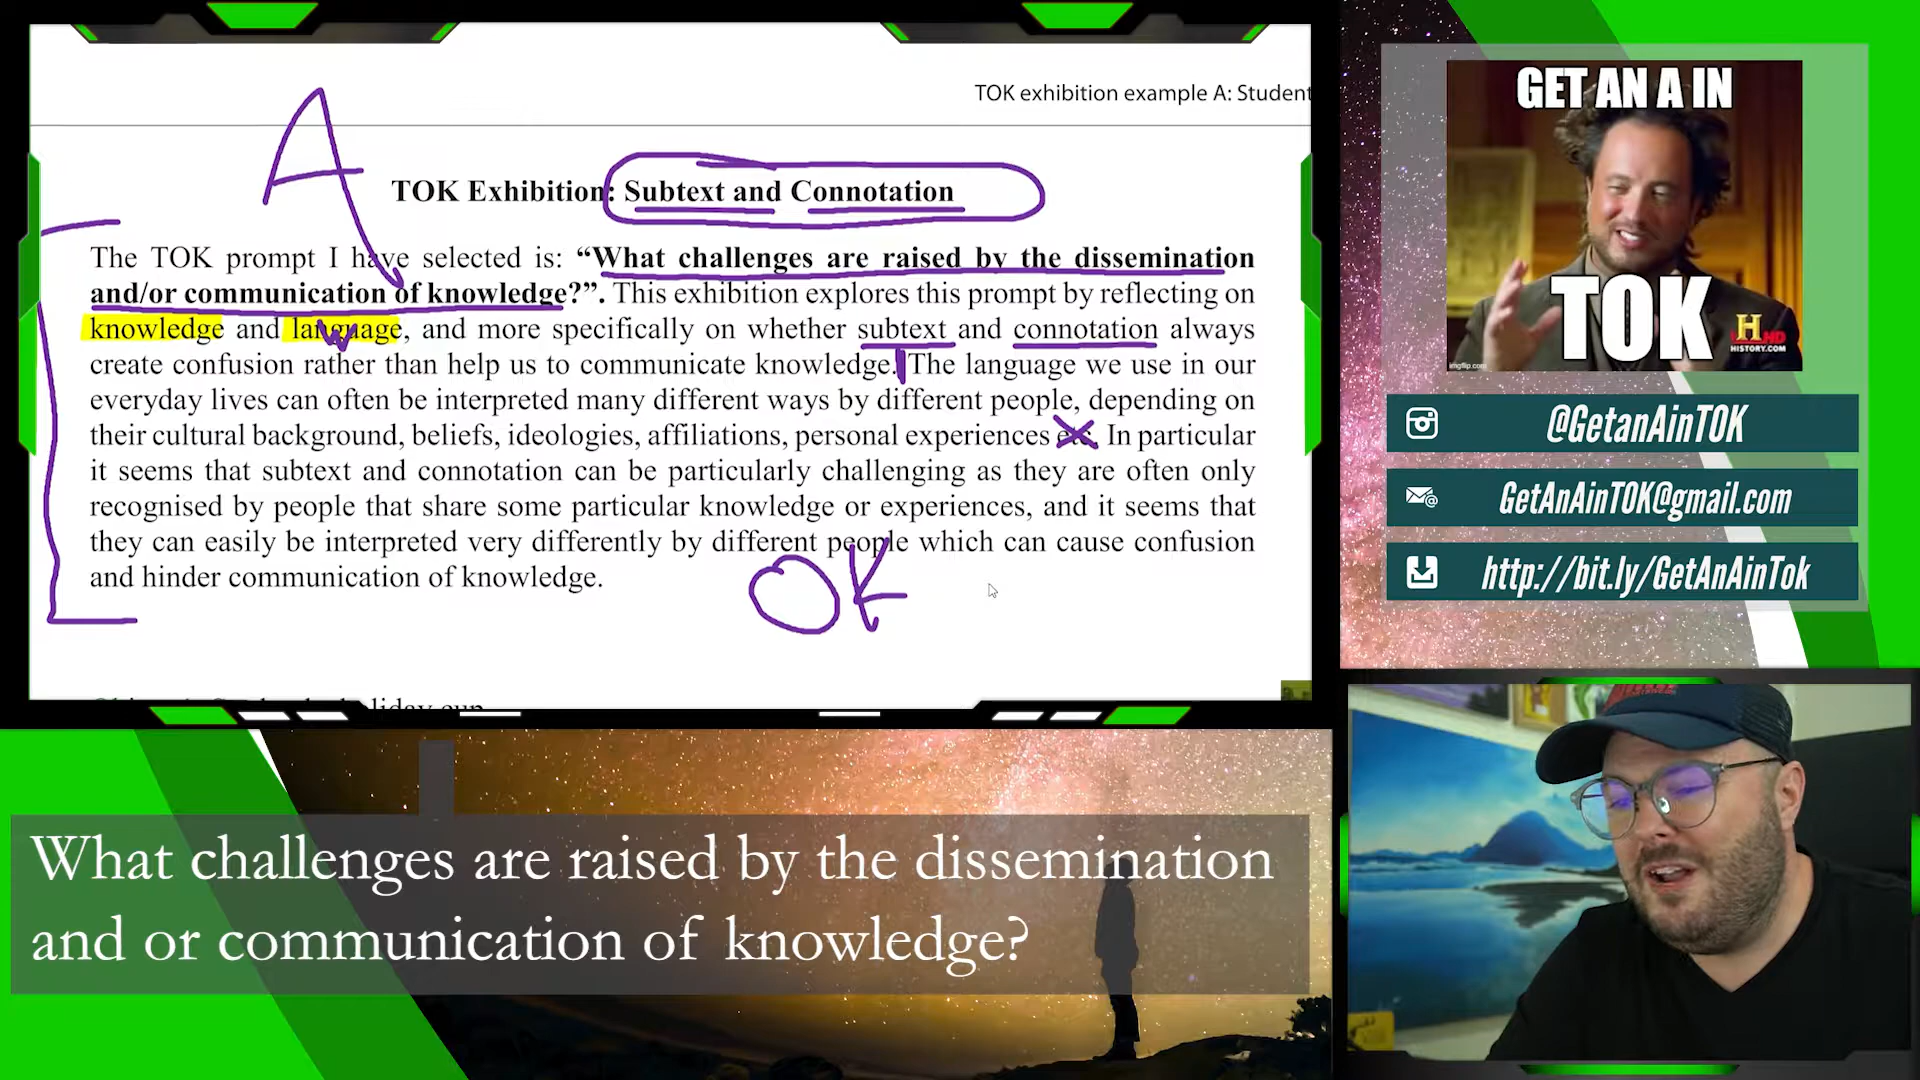 TOK exhibition example A: Student
A
TOK Exhibition: Subtext and Connotation
The TOK prompt I have selected is: “What challenges are raised by the dissemination
and/or communication of knowledge?”. This exhibition explores this prompt by reflecting on
knowledge and language, and more specifically on whether subtext and connotation always
create confusion rather than help us to communicate knowledge. The language we use in our
everyday lives can often be interpreted many different ways by different people, depending on
their cultural background, beliefs, ideologies, affiliations, personal experiences etc. In particular
it seems that subtext and connotation can be particularly challenging as they are often only
recognised by people that share some particular knowledge or experiences, and it seems that
they can easily be interpreted very differently by different people which can cause confusion
and hinder communication of knowledge.
OK
cup
What challenges are raised by the dissemination
and or communication of knowledge?
GET AN A IN
TOK
H HD
HISTORY.COM
imgflip.com
@GetanAinTOK
GetAnAinTOK@gmail.com
http://bit.ly/GetAnAinTok